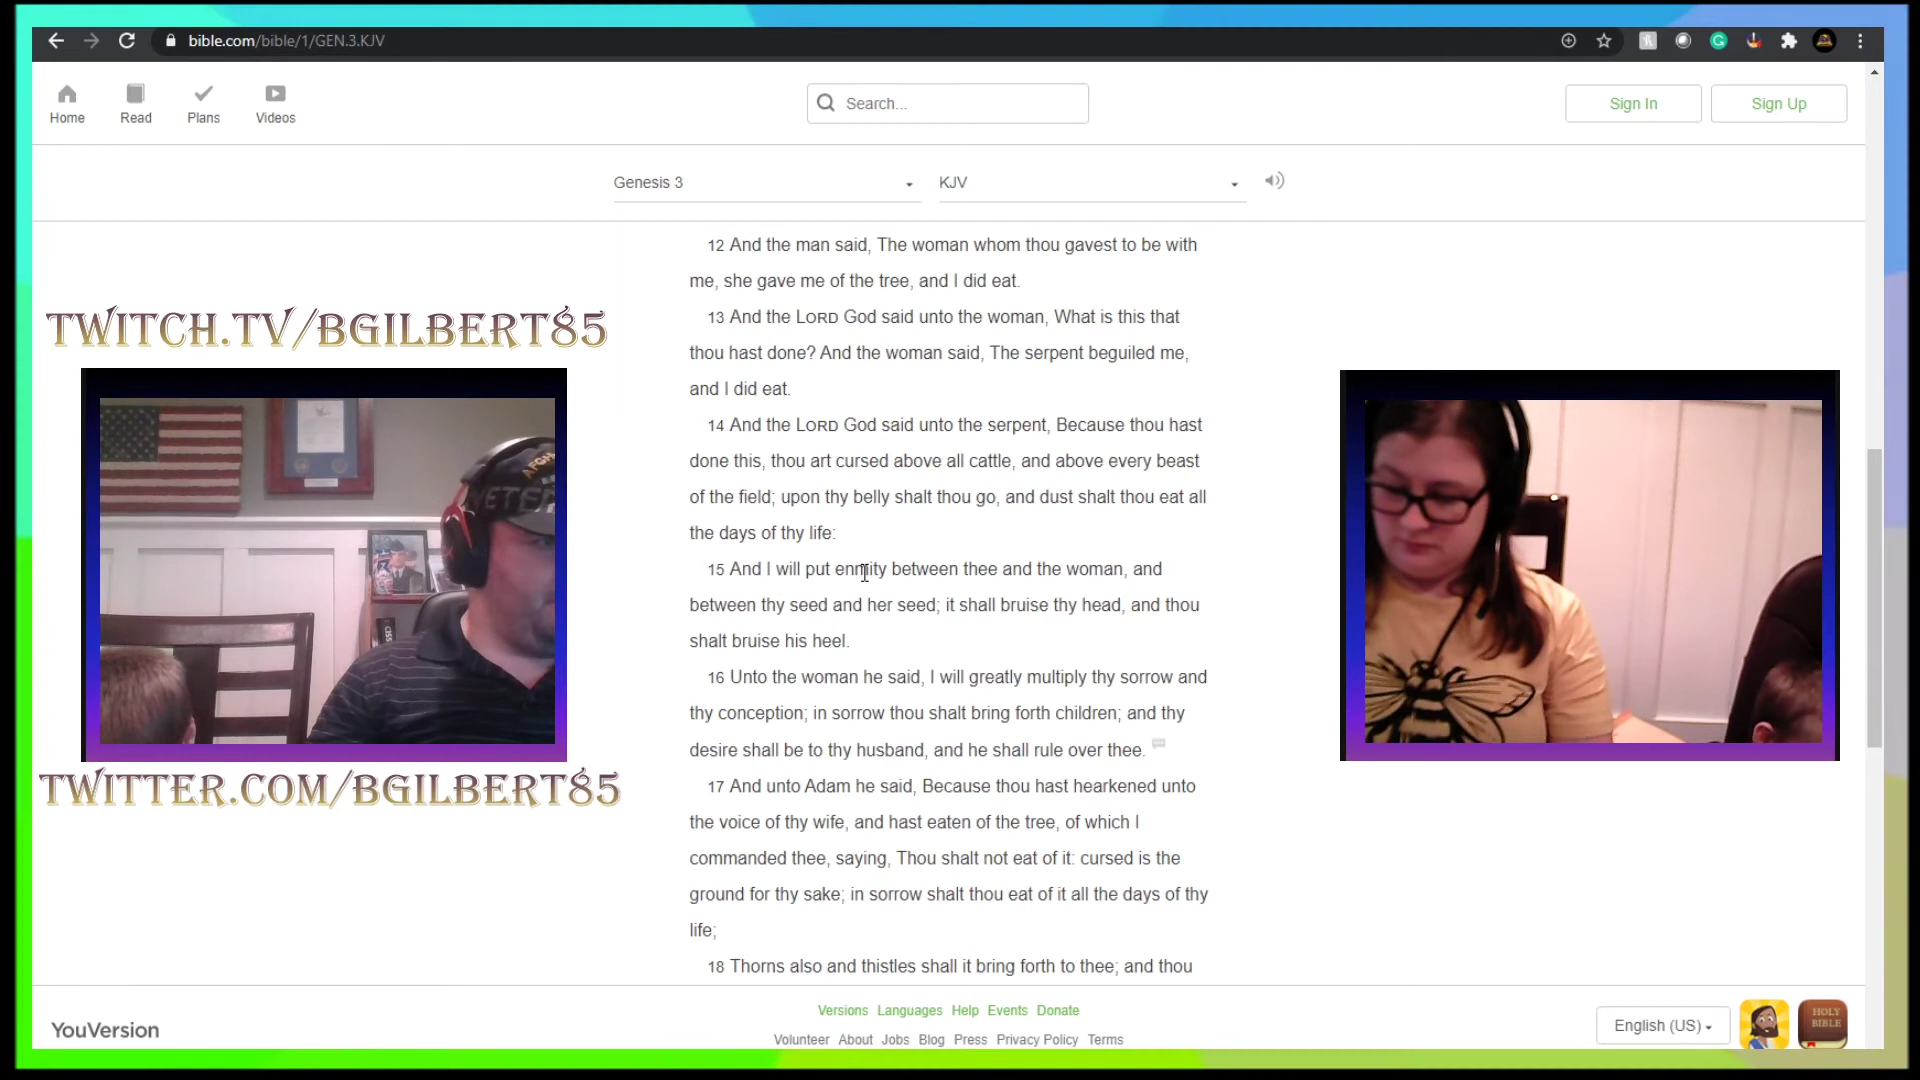 bible.com/bible/1/GEN.3.KJV
Home Read Plans Videos
Search...
Sign In Sign Up
Genesis 3 KJV
12 And the man said, The woman whom thou gavest to be with
me, she gave me of the tree, and I did eat.
13 And the LORD God said unto the woman, What is this that
thou hast done? And the woman said, The serpent beguiled me,
and I did eat.
14 And the LORD God said unto the serpent, Because thou hast
done this, thou art cursed above all cattle, and above every beast
of the field; upon thy belly shalt thou go, and dust shalt thou eat all
the days of thy life:
15 And I will put enmity between thee and the woman, and
between thy seed and her seed; it shall bruise thy head, and thou
shalt bruise his heel.
16 Unto the woman he said, I will greatly multiply thy sorrow and
thy conception; in sorrow thou shalt bring forth children; and thy
desire shall be to thy husband, and he shall rule over thee.
17 And unto Adam he said, Because thou hast hearkened unto
the voice of thy wife, and hast eaten of the tree, of which I
commanded thee, saying, Thou shalt not eat of it: cursed is the
ground for thy sake; in sorrow shalt thou eat of it all the days of thy
life;
18 Thorns also and thistles shall it bring forth to thee; and thou
TWITCH.TV/BGILBERT85
TWITTER.COM/BGILBERT85
Versions Languages Help Events Donate
YouVersion
Volunteer About Jobs Blog Press Privacy Policy Terms
English (US)
HOLY
BIBLE